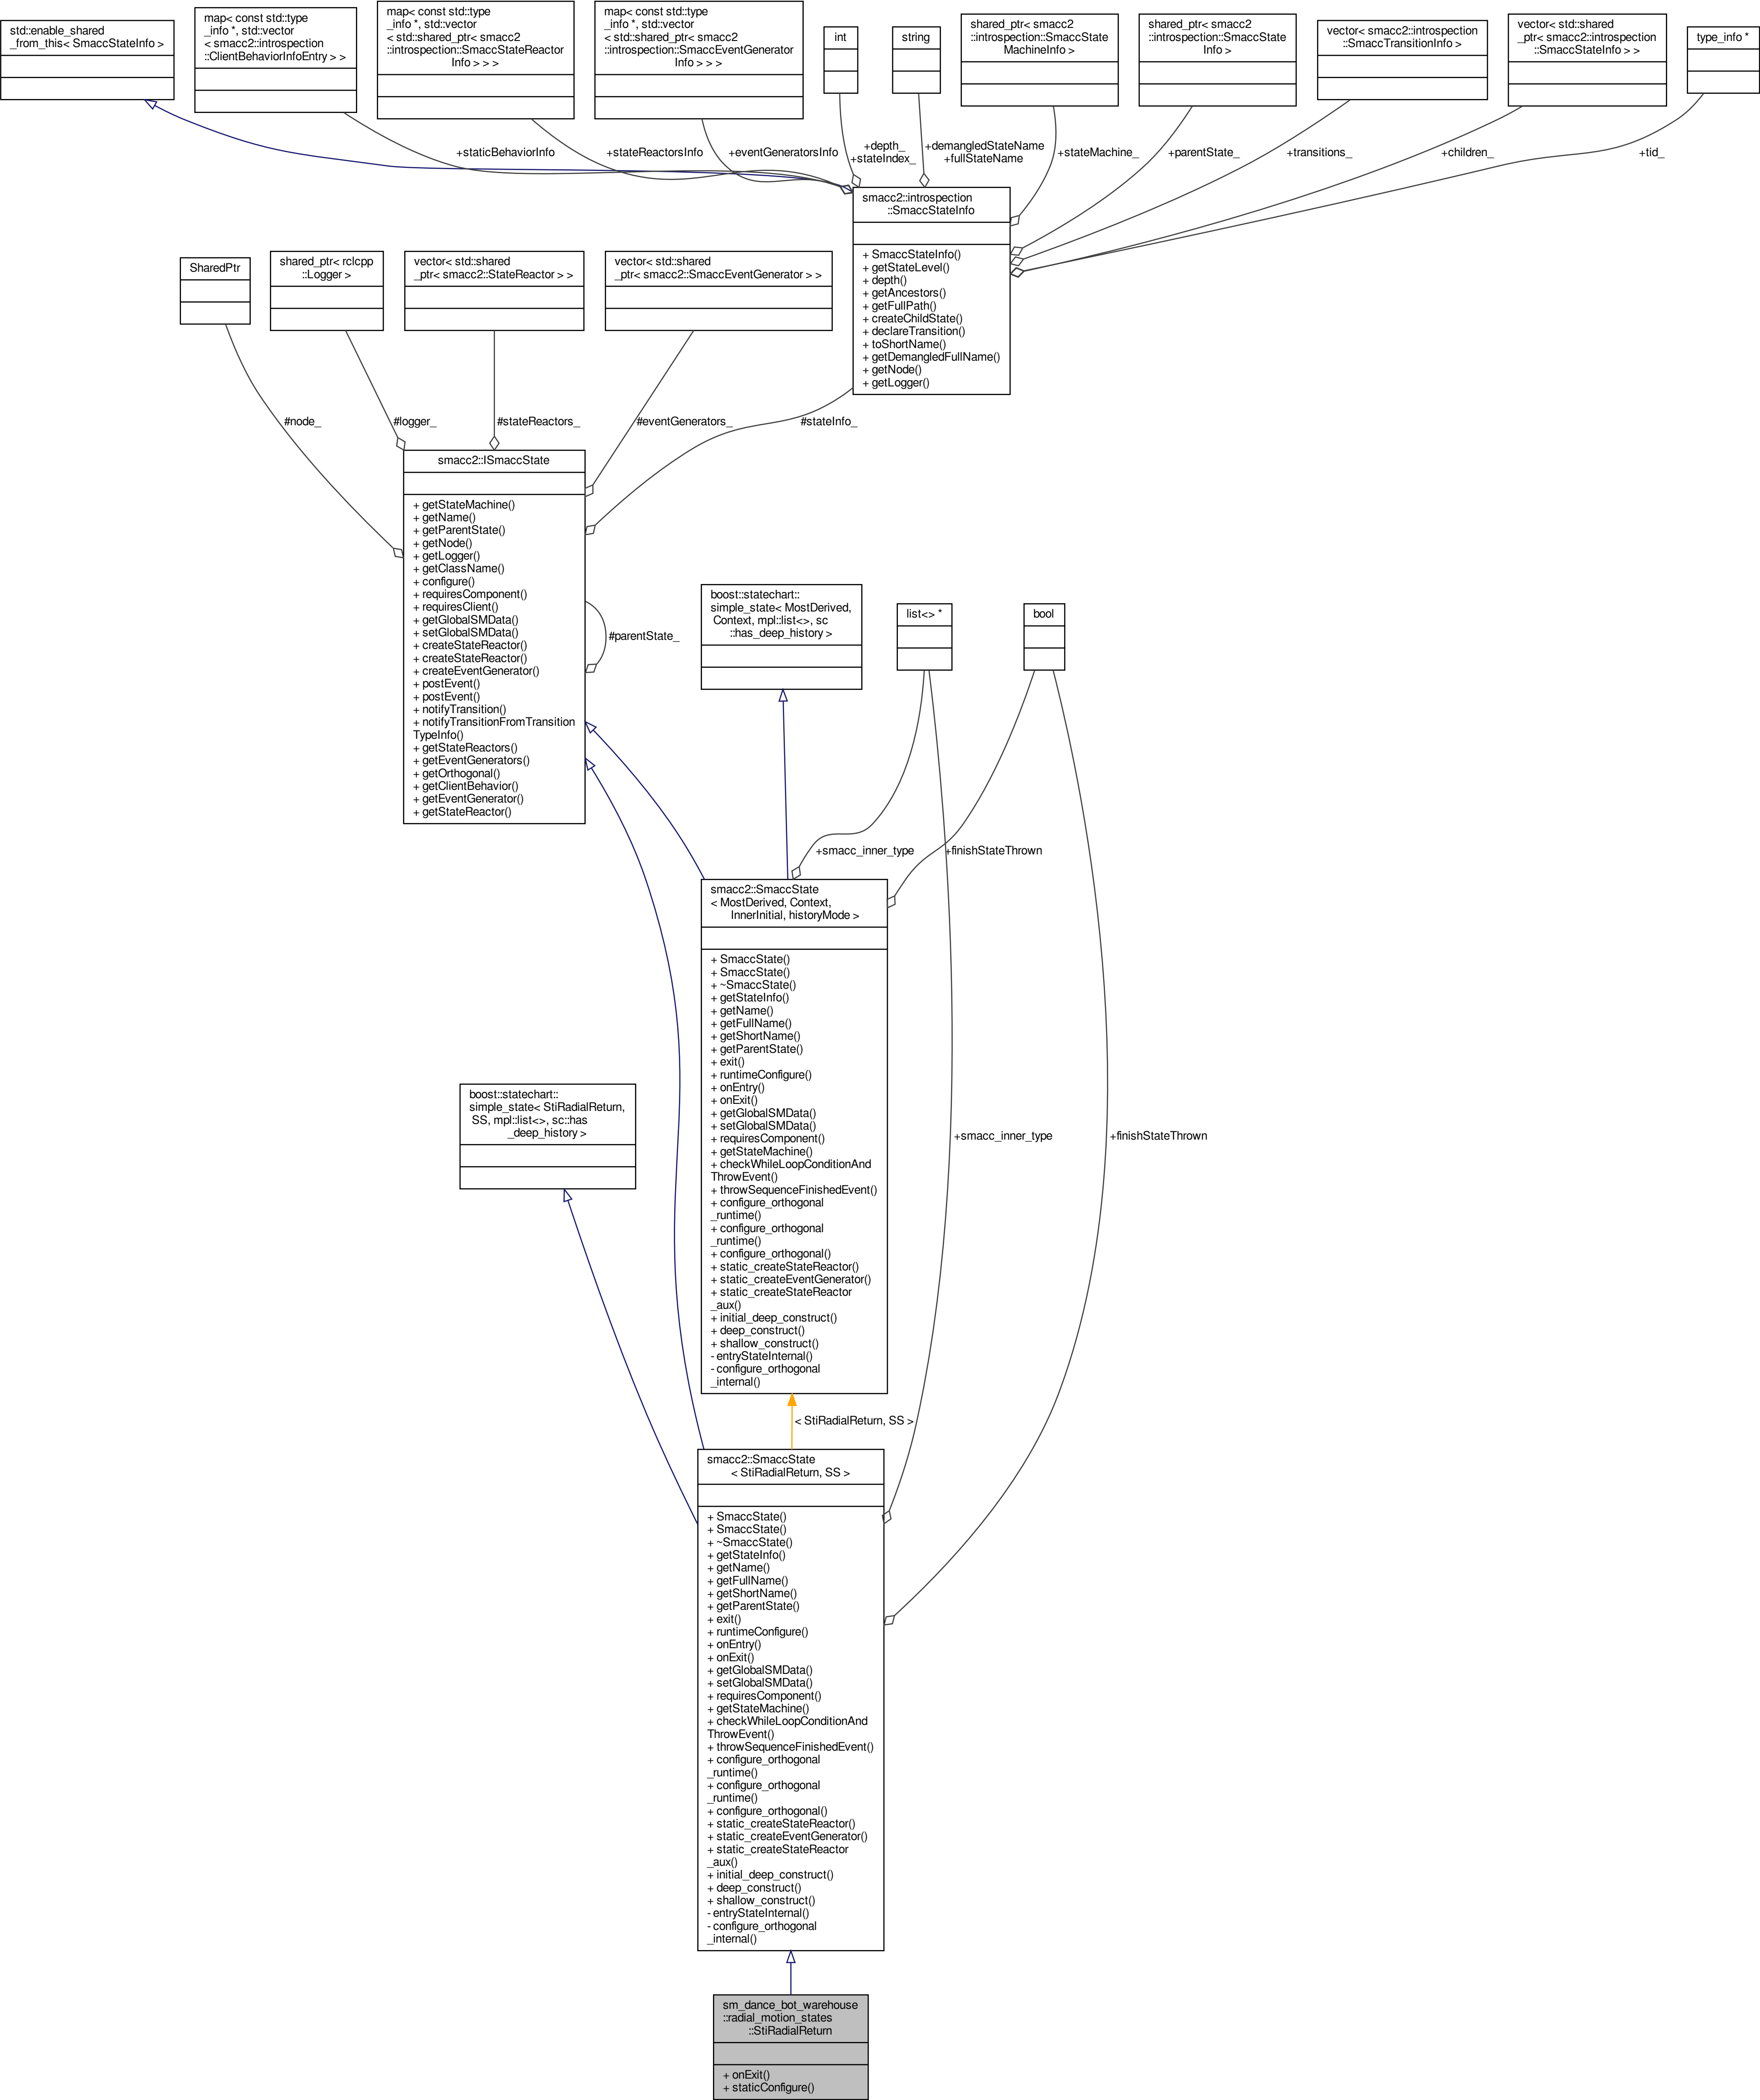 std::enable_shared
_from_this< SmaccStateInfo >
map< const std::type
_info *, std::vector
< smacc2::introspection
::ClientBehaviorInfoEntry > >
map< const std::type
_info *, std::vector
< std::shared_ptr< smacc2
::introspection::SmaccStateReactor
Info > > >
map< const std::type
_info *, std::vector
< std::shared_ptr< smacc2
::introspection::SmaccEventGenerator
Info > > >
int
string
shared_ptr< smacc2
::introspection::SmaccState
MachineInfo >
shared_ptr< smacc2
::introspection::SmaccState
Info >
vector< smacc2::introspection
::SmaccTransitionInfo >
vector< std::shared
_ptr< smacc2::introspection
::SmaccStateInfo > >
type_info *
+staticBehaviorInfo
+stateReactorsInfo
+eventGeneratorsInfo
+depth_
+stateIndex_
+demangledStateName
+fullStateName
+stateMachine_
+parentState_
+transitions_
+children_
+tid_
smacc2::introspection
::SmaccStateInfo
+ SmaccStateInfo()
+ getStateLevel()
+ depth()
+ getAncestors()
+ getFullPath()
+ createChildState()
+ declareTransition()
+ toShortName()
+ getDemangledFullName()
+ getNode()
+ getLogger()
SharedPtr
shared_ptr< rclcpp
::Logger >
vector< std::shared
_ptr< smacc2::StateReactor > >
vector< std::shared
_ptr< smacc2::SmaccEventGenerator > >
#node_
#logger_
#stateReactors_
#eventGenerators_
#stateInfo_
smacc2::ISmaccState
+ getStateMachine()
+ getName()
+ getParentState()
+ getNode()
+ getLogger()
+ getClassName()
+ configure()
+ requiresComponent()
+ requiresClient()
+ getGlobalSMData()
+ setGlobalSMData()
+ createStateReactor()
+ createStateReactor()
+ createEventGenerator()
+ postEvent()
+ postEvent()
+ notifyTransition()
+ notifyTransitionFromTransition
TypeInfo()
+ getStateReactors()
+ getEventGenerators()
+ getOrthogonal()
+ getClientBehavior()
+ getEventGenerator()
+ getStateReactor()
#parentState_
boost::statechart::
simple_state< MostDerived,
Context, mpl::list<>, sc
::has_deep_history >
list<> *
bool
+smacc_inner_type
+finishStateThrown
smacc2::SmaccState
< MostDerived, Context,
InnerInitial, historyMode >
+ SmaccState()
+ SmaccState()
+ ~SmaccState()
+ getStateInfo()
+ getName()
+ getFullName()
+ getShortName()
+ getParentState()
+ exit()
+ runtimeConfigure()
+ onEntry()
+ onExit()
+ getGlobalSMData()
+ setGlobalSMData()
+ requiresComponent()
+ getStateMachine()
+ checkWhileLoopConditionAnd
ThrowEvent()
+ throwSequenceFinishedEvent()
+ configure_orthogonal
_runtime()
+ configure_orthogonal
_runtime()
+ configure_orthogonal()
+ static_createStateReactor()
+ static_createEventGenerator()
+ static_createStateReactor
_aux()
+ initial_deep_construct()
+ deep_construct()
+ shallow_construct()
- entryStateInternal()
- configure_orthogonal
_internal()
boost::statechart::
simple_state< StiRadialReturn,
SS, mpl::list<>, sc::has
_deep_history >
+smacc_inner_type
+finishStateThrown
< StiRadialReturn, SS >
smacc2::SmaccState
< StiRadialReturn, SS >
+ SmaccState()
+ SmaccState()
+ ~SmaccState()
+ getStateInfo()
+ getName()
+ getFullName()
+ getShortName()
+ getParentState()
+ exit()
+ runtimeConfigure()
+ onEntry()
+ onExit()
+ getGlobalSMData()
+ setGlobalSMData()
+ requiresComponent()
+ getStateMachine()
+ checkWhileLoopConditionAnd
ThrowEvent()
+ throwSequenceFinishedEvent()
+ configure_orthogonal
_runtime()
+ configure_orthogonal
_runtime()
+ configure_orthogonal()
+ static_createStateReactor()
+ static_createEventGenerator()
+ static_createStateReactor
_aux()
+ initial_deep_construct()
+ deep_construct()
+ shallow_construct()
- entryStateInternal()
- configure_orthogonal
_internal()
sm_dance_bot_warehouse
::radial_motion_states
::StiRadialReturn
+ onExit()
+ staticConfigure()